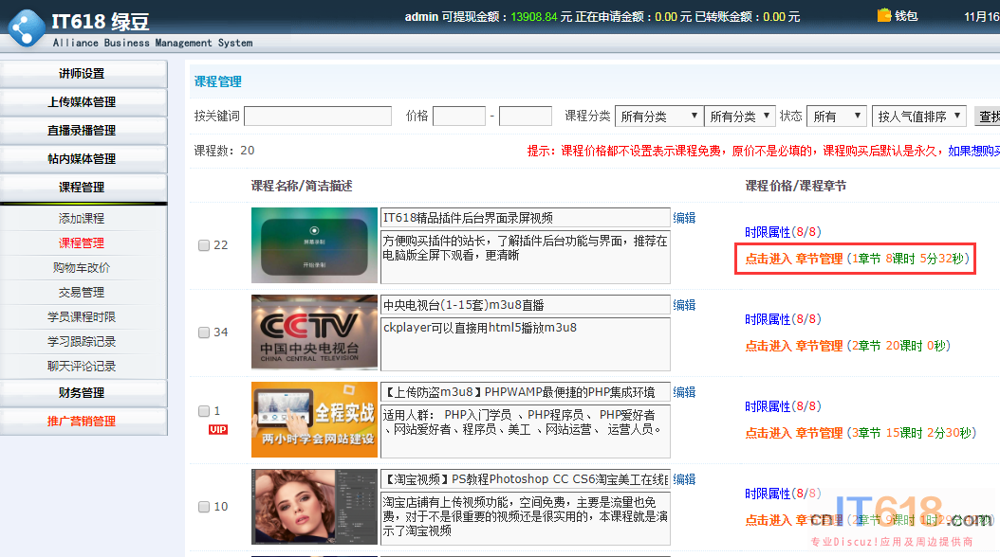 IT618 绿豆
Alliance Business Management System
admin 可提现金额：13908.84 元 正在申请金额：0.00 元 已转账金额：0.00 元
钱包
11月16
讲师设置
上传媒体管理
直播录播管理
帖内媒体管理
课程管理
添加课程
课程管理
购物车改价
交易管理
学员课程时限
学习跟踪记录
聊天评论记录
财务管理
推广营销管理
课程管理
按关键词 价格 - 课程分类 所有分类 所有分类 状态 所有 按人气值排序 查找
课程数：20
提示：课程价格都不设置表示课程免费，原价不是必填的，课程购买后默认是永久，如果想购买
课程名称/简洁描述
课程价格/课程章节
22
屏幕录制
开始录制
IT618精品插件后台界面录屏视频
编辑
方便购买插件的站长，了解插件后台功能与界面，推荐在
电脑版全屏下观看，更清晰
时限属性(8/8)
点击进入 章节管理 (1章节 8课时 5分32秒)
34
CCTV
中国中央电视台
CHINA CENTRAL TELEVISION
中央电视台(1-15套)m3u8直播
编辑
ckplayer可以直接用html5播放m3u8
时限属性(8/8)
点击进入 章节管理 (2章节 20课时 0秒)
1
VIP
全程实战
两小时学会网站建设
【上传防盗m3u8】PHPWAMP最便捷的PHP集成环境
编辑
适用人群： PHP入门学员 、PHP程序员、 PHP爱好者
、网站爱好者、程序员、美工 、网站运营、 运营人员。
时限属性(8/8)
点击进入 章节管理 (3章节 15课时 2分30秒)
10
【淘宝视频】PS教程Photoshop CC CS6淘宝美工在线
编辑
淘宝店铺有上传视频功能，空间免费，主要是流量也免
费，对于不是很重要的视频还是很实用的，本课程就是演
示了淘宝视频
时限属性(8/8)
点击进入 章节管理 (2章节 9课时 1时29分
cn.IT618.com
专业Discuz!应用及周边提供商